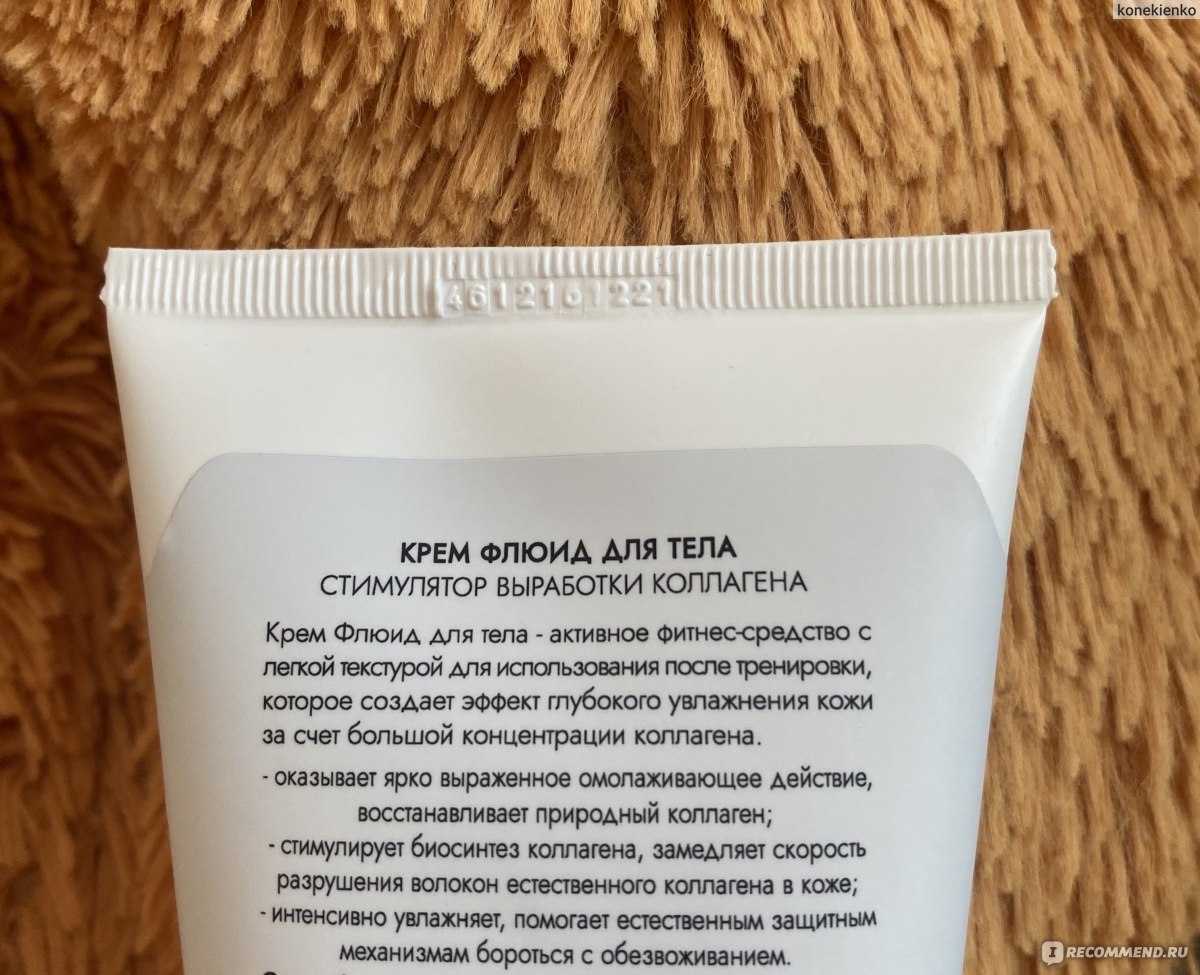 konekienko
КРЕМ ФЛЮИД ДЛЯ ТЕЛА
СТИМУЛЯТОР ВЫРАБОТКИ КОЛЛАГЕНА
Крем Флюид для тела - активное фитнес-средство с
легкой текстурой для использования после тренировки,
которое создает эффект глубокого увлажнения кожи
за счет большой концентрации коллагена.
- оказывает ярко выраженное омолаживающее действие,
восстанавливает природный коллаген;
- стимулирует биосинтез коллагена, замедляет скорость
разрушения волокон естественного коллагена в коже;
- интенсивно увлажняет, помогает естественным защитным
механизмам бороться с обезвоживанием.
IRECOMMEND.RU